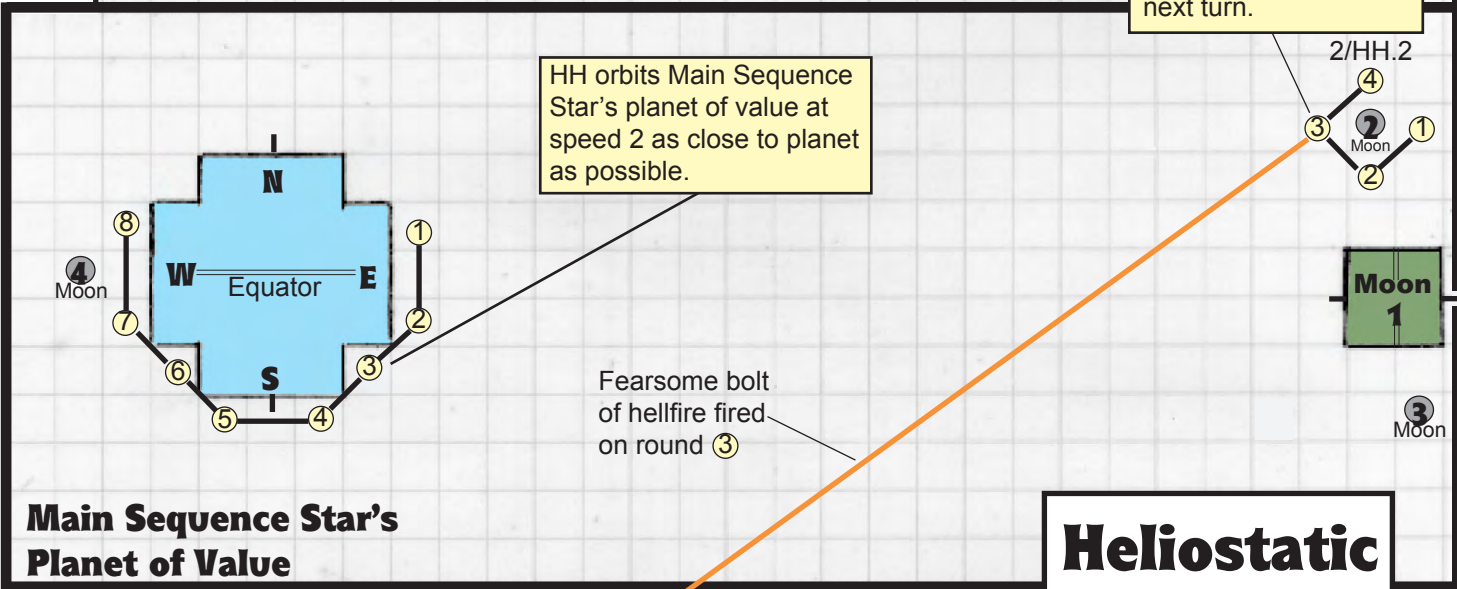 next turn.
2/HH.2
4
3
2
Moon
1
2
HH orbits Main Sequence
Star’s planet of value at
speed 2 as close to planet
as possible.
N
W
Equator
E
S
8
7
6
5
4
3
2
1
4
Moon
Moon
1
3
Moon
Fearsome bolt
of hellfire fired
on round 3
Main Sequence Star’s
Planet of Value
Heliostatic